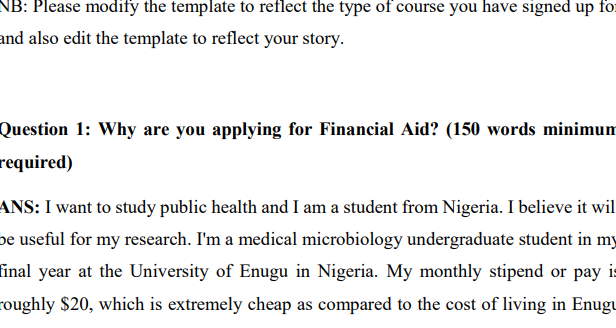 NB: Please modify the template to reflect the type of course you have signed up fo
and also edit the template to reflect your story.
Question 1: Why are you applying for Financial Aid? (150 words minimum
required)
ANS: I want to study public health and I am a student from Nigeria. I believe it wil
be useful for my research. I'm a medical microbiology undergraduate student in my
final year at the University of Enugu in Nigeria. My monthly stipend or pay is
roughly $20, which is extremely cheap as compared to the cost of living in Enugu